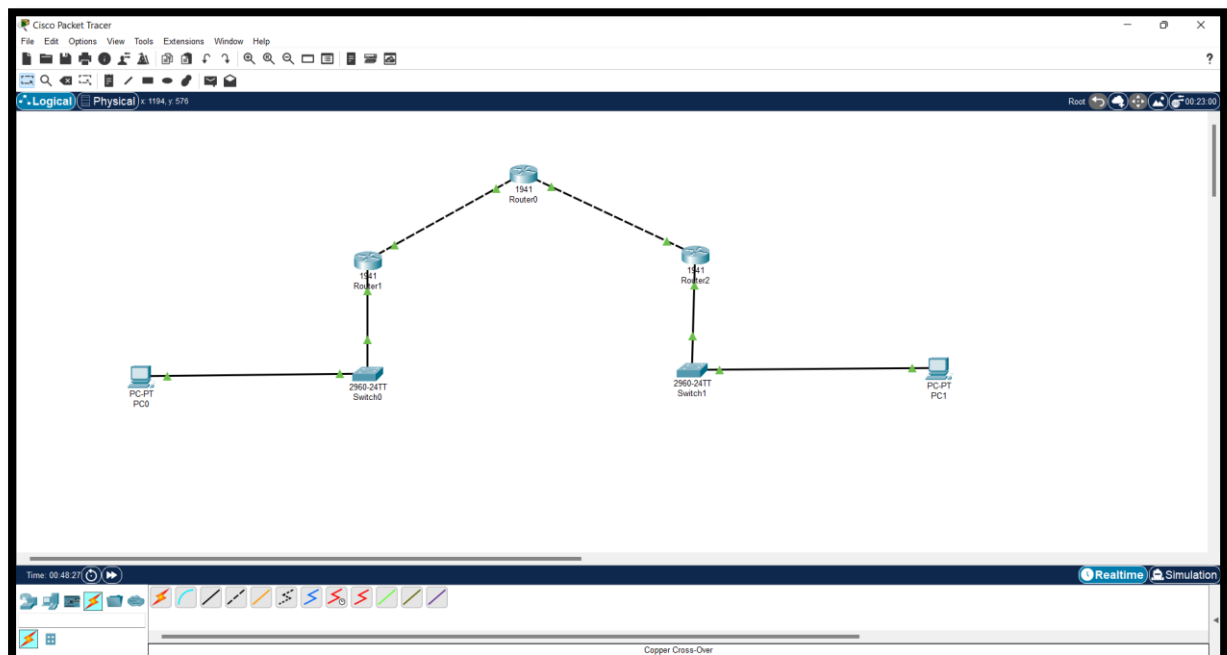 Cisco Packet Tracer
File Edit Options View Tools Extensions Window Help
?
Logical Physical x: 1194, y: 576 Root 00:23:00
1941
Router0
1941
Router1
1941
Router2
2960-24TT
Switch0
2960-24TT
Switch1
PC-PT
PC0
PC-PT
PC1
Time: 00:48:27 Realtime Simulation
Copper Cross-Over